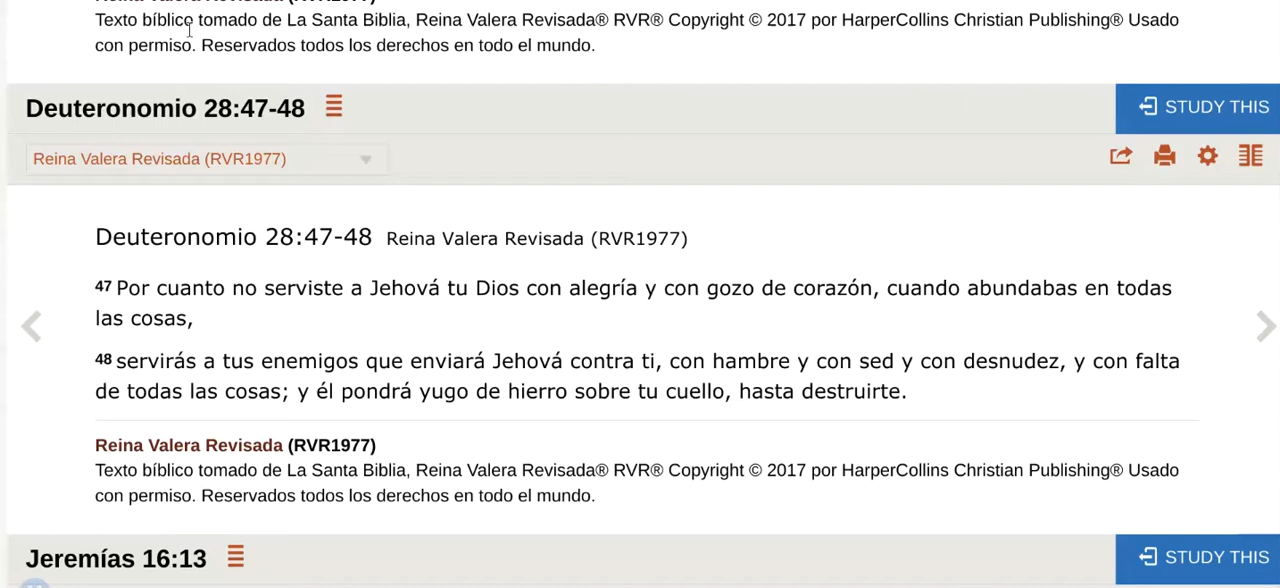 Texto bíblico tomado de La Santa Biblia, Reina Valera Revisada® RVR® Copyright © 2017 por HarperCollins Christian Publishing® Usado
con permiso. Reservados todos los derechos en todo el mundo.
Deuteronomio 28:47-48
STUDY THIS
Reina Valera Revisada (RVR1977)
Deuteronomio 28:47-48 Reina Valera Revisada (RVR1977)
47 Por cuanto no serviste a Jehová tu Dios con alegría y con gozo de corazón, cuando abundabas en todas
las cosas,
48 servirás a tus enemigos que enviará Jehová contra ti, con hambre y con sed y con desnudez, y con falta
de todas las cosas; y él pondrá yugo de hierro sobre tu cuello, hasta destruirte.
Reina Valera Revisada (RVR1977)
Texto bíblico tomado de La Santa Biblia, Reina Valera Revisada® RVR® Copyright © 2017 por HarperCollins Christian Publishing® Usado
con permiso. Reservados todos los derechos en todo el mundo.
Jeremías 16:13
STUDY THIS